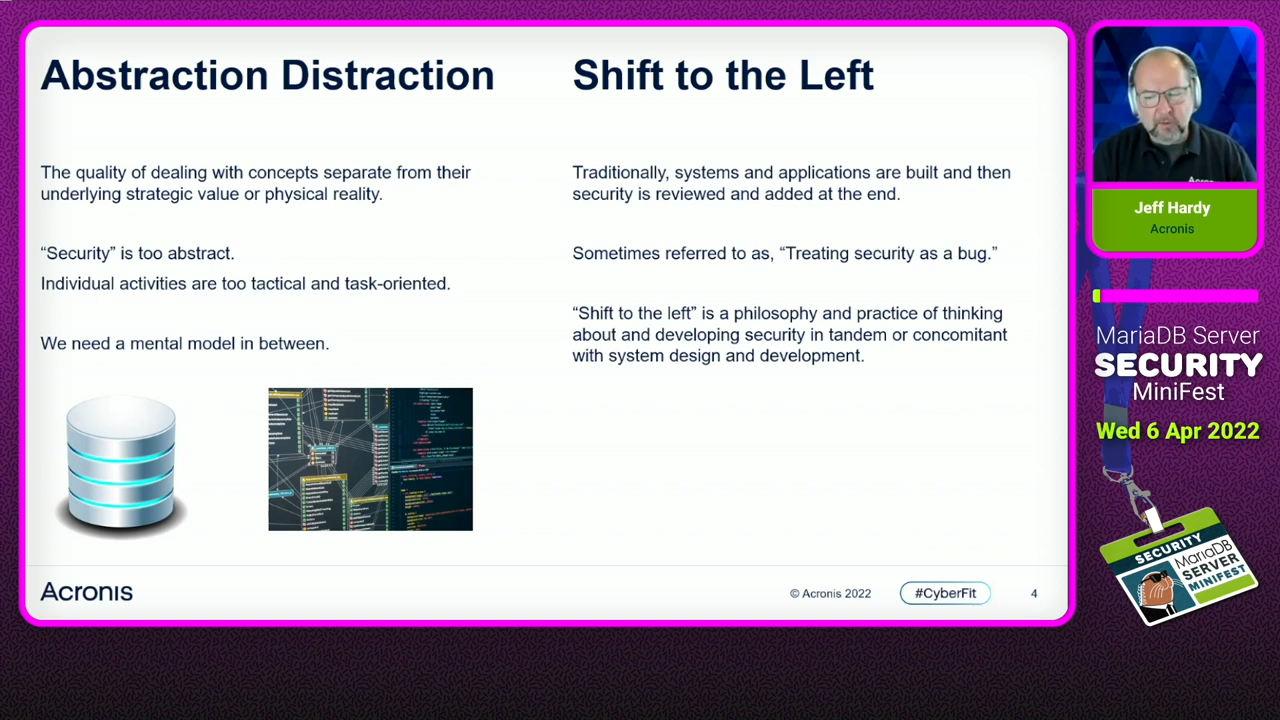 Abstraction Distraction
The quality of dealing with concepts separate from their
underlying strategic value or physical reality.
“Security” is too abstract.
Individual activities are too tactical and task-oriented.
We need a mental model in between.
Shift to the Left
Traditionally, systems and applications are built and then
security is reviewed and added at the end.
Sometimes referred to as, “Treating security as a bug.”
“Shift to the left” is a philosophy and practice of thinking
about and developing security in tandem or concomitant
with system design and development.
Acronis
© Acronis 2022
#CyberFit
4
Jeff Hardy
Acronis
MariaDB Server
SECURITY
MiniFest
Wed 6 Apr 2022
SECURITY
MariaDB
SERVER
MINIFEST